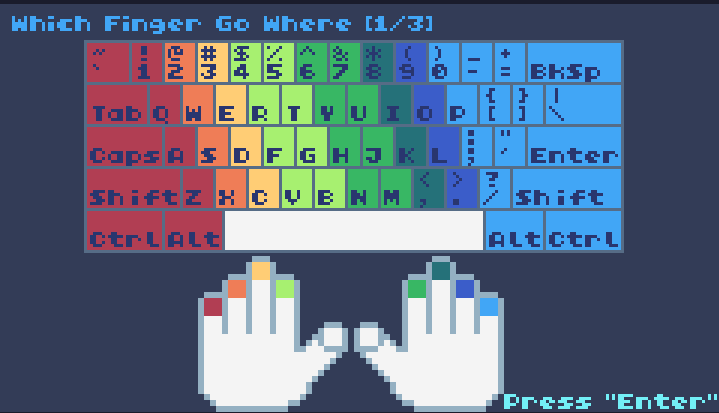 Which Finger Go Where [1/3]
~ ! @ # $ % ^ & * ( ) _ +
` 1 2 3 4 5 6 7 8 9 0 - = BkSp
{ } |
Tab Q W E R T Y U I O P [ ] \
: "
Caps A S D F G H J K L ; ' Enter
< > ?
Shift Z X C V B N M , . / Shift
Ctrl Alt Alt Ctrl
Press "Enter"